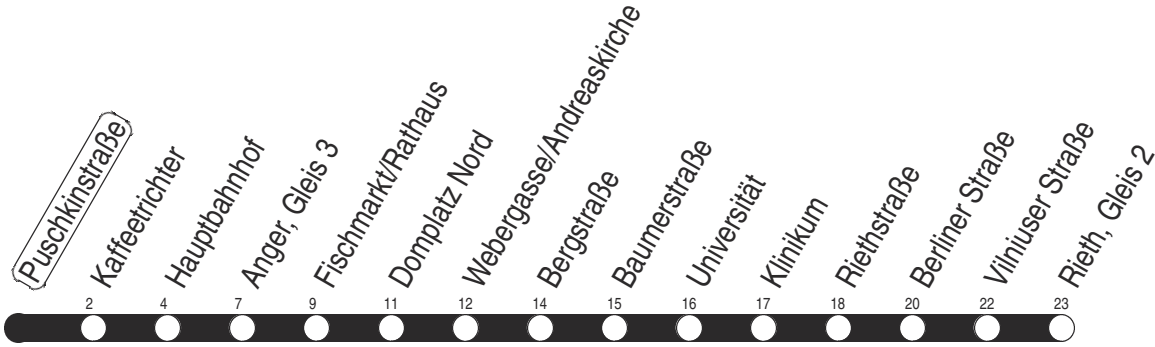 Puschkinstraße
Kaffeetrichter
Hauptbahnhof
Anger, Gleis 3
Fischmarkt/Rathaus
Domplatz Nord
Webergasse/Andreaskirche
Bergstraße
Baumerstraße
Universität
Klinikum
Riethstraße
Berliner Straße
Vilniuser Straße
Rieth, Gleis 2
2 4 7 9 11 12 14 15 16 17 18 20 22 23